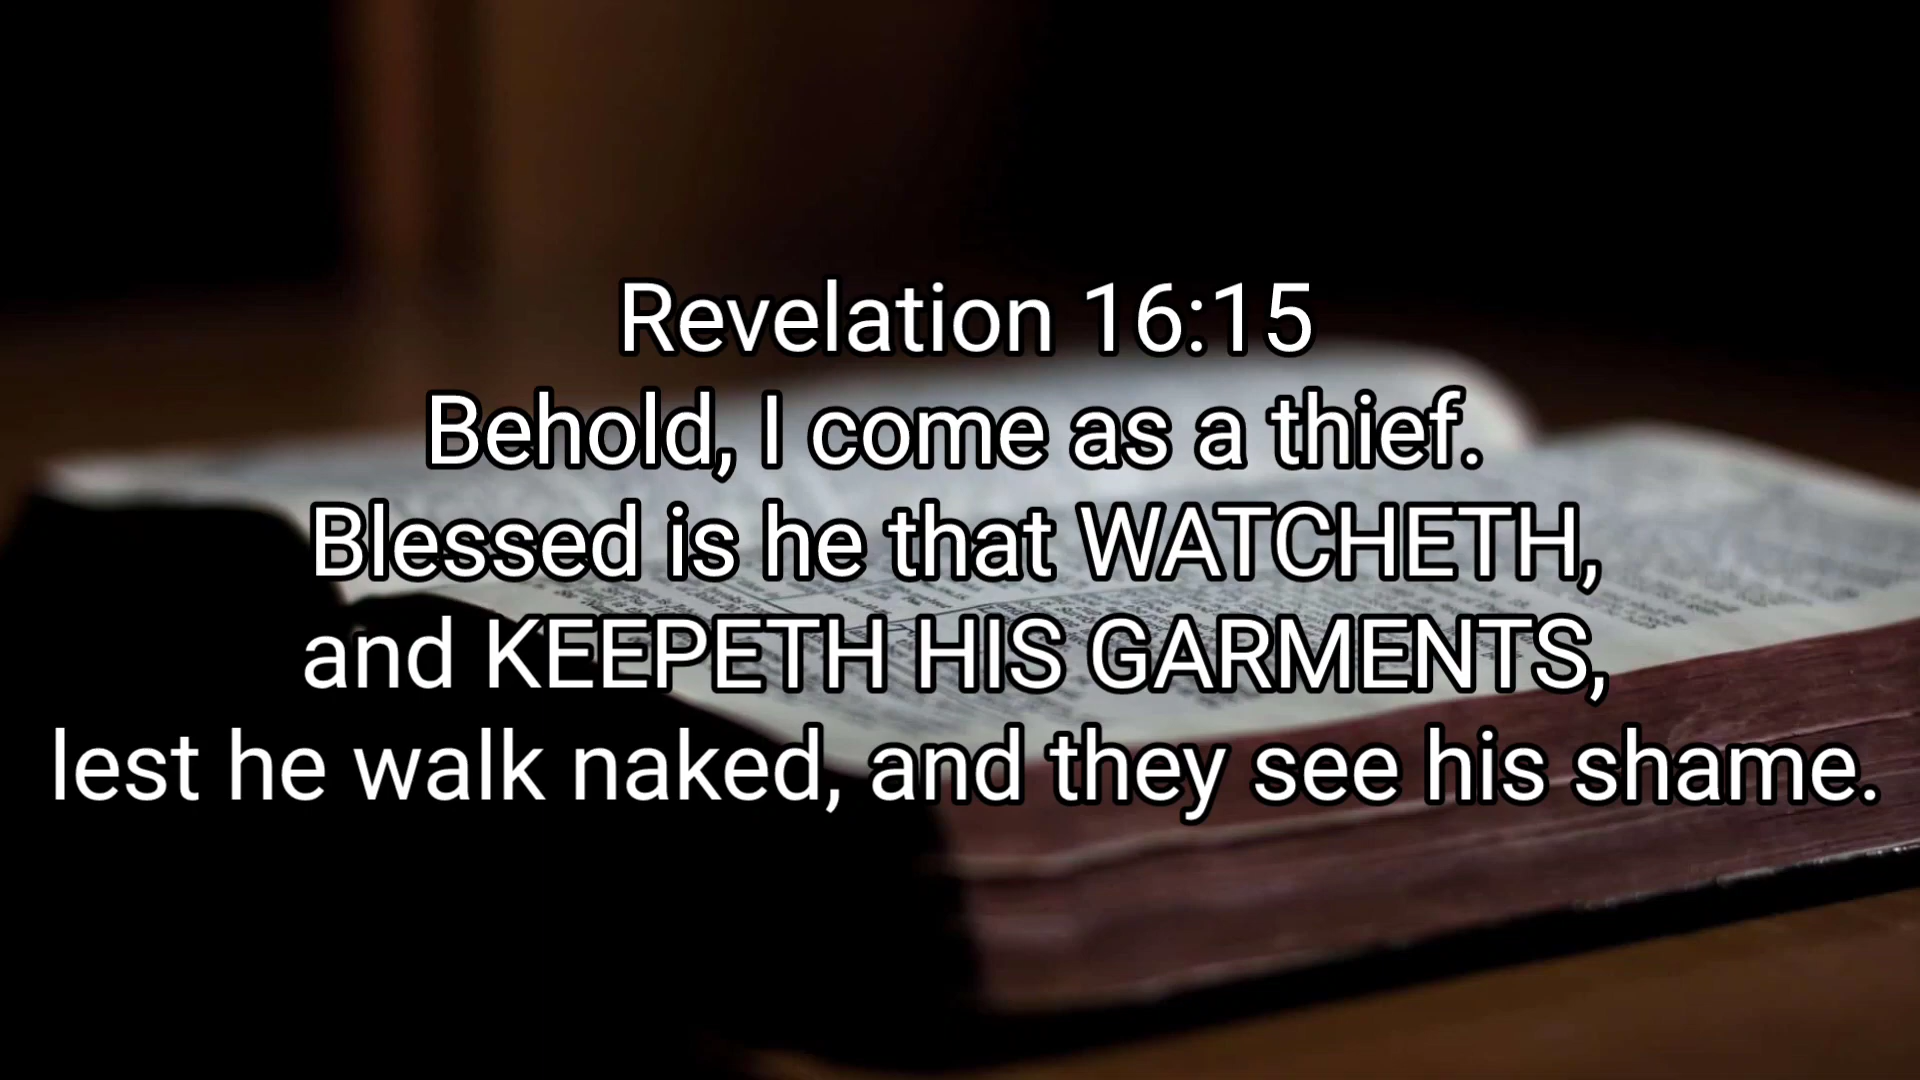 Revelation 16:15
Behold, I come as a thief.
Blessed is he that WATCHETH,
and KEEPETH HIS GARMENTS,
lest he walk naked, and they see his shame.